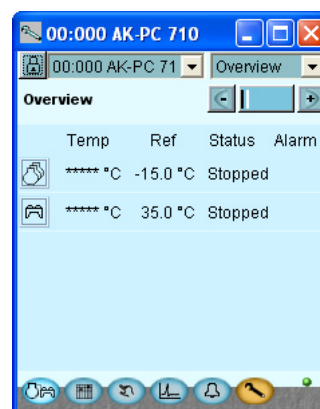 00:000 AK-PC 710
00:000 AK-PC 71 Overview
Overview - +
Temp Ref Status Alarm
***** °C -15.0 °C Stopped
***** °C 35.0 °C Stopped